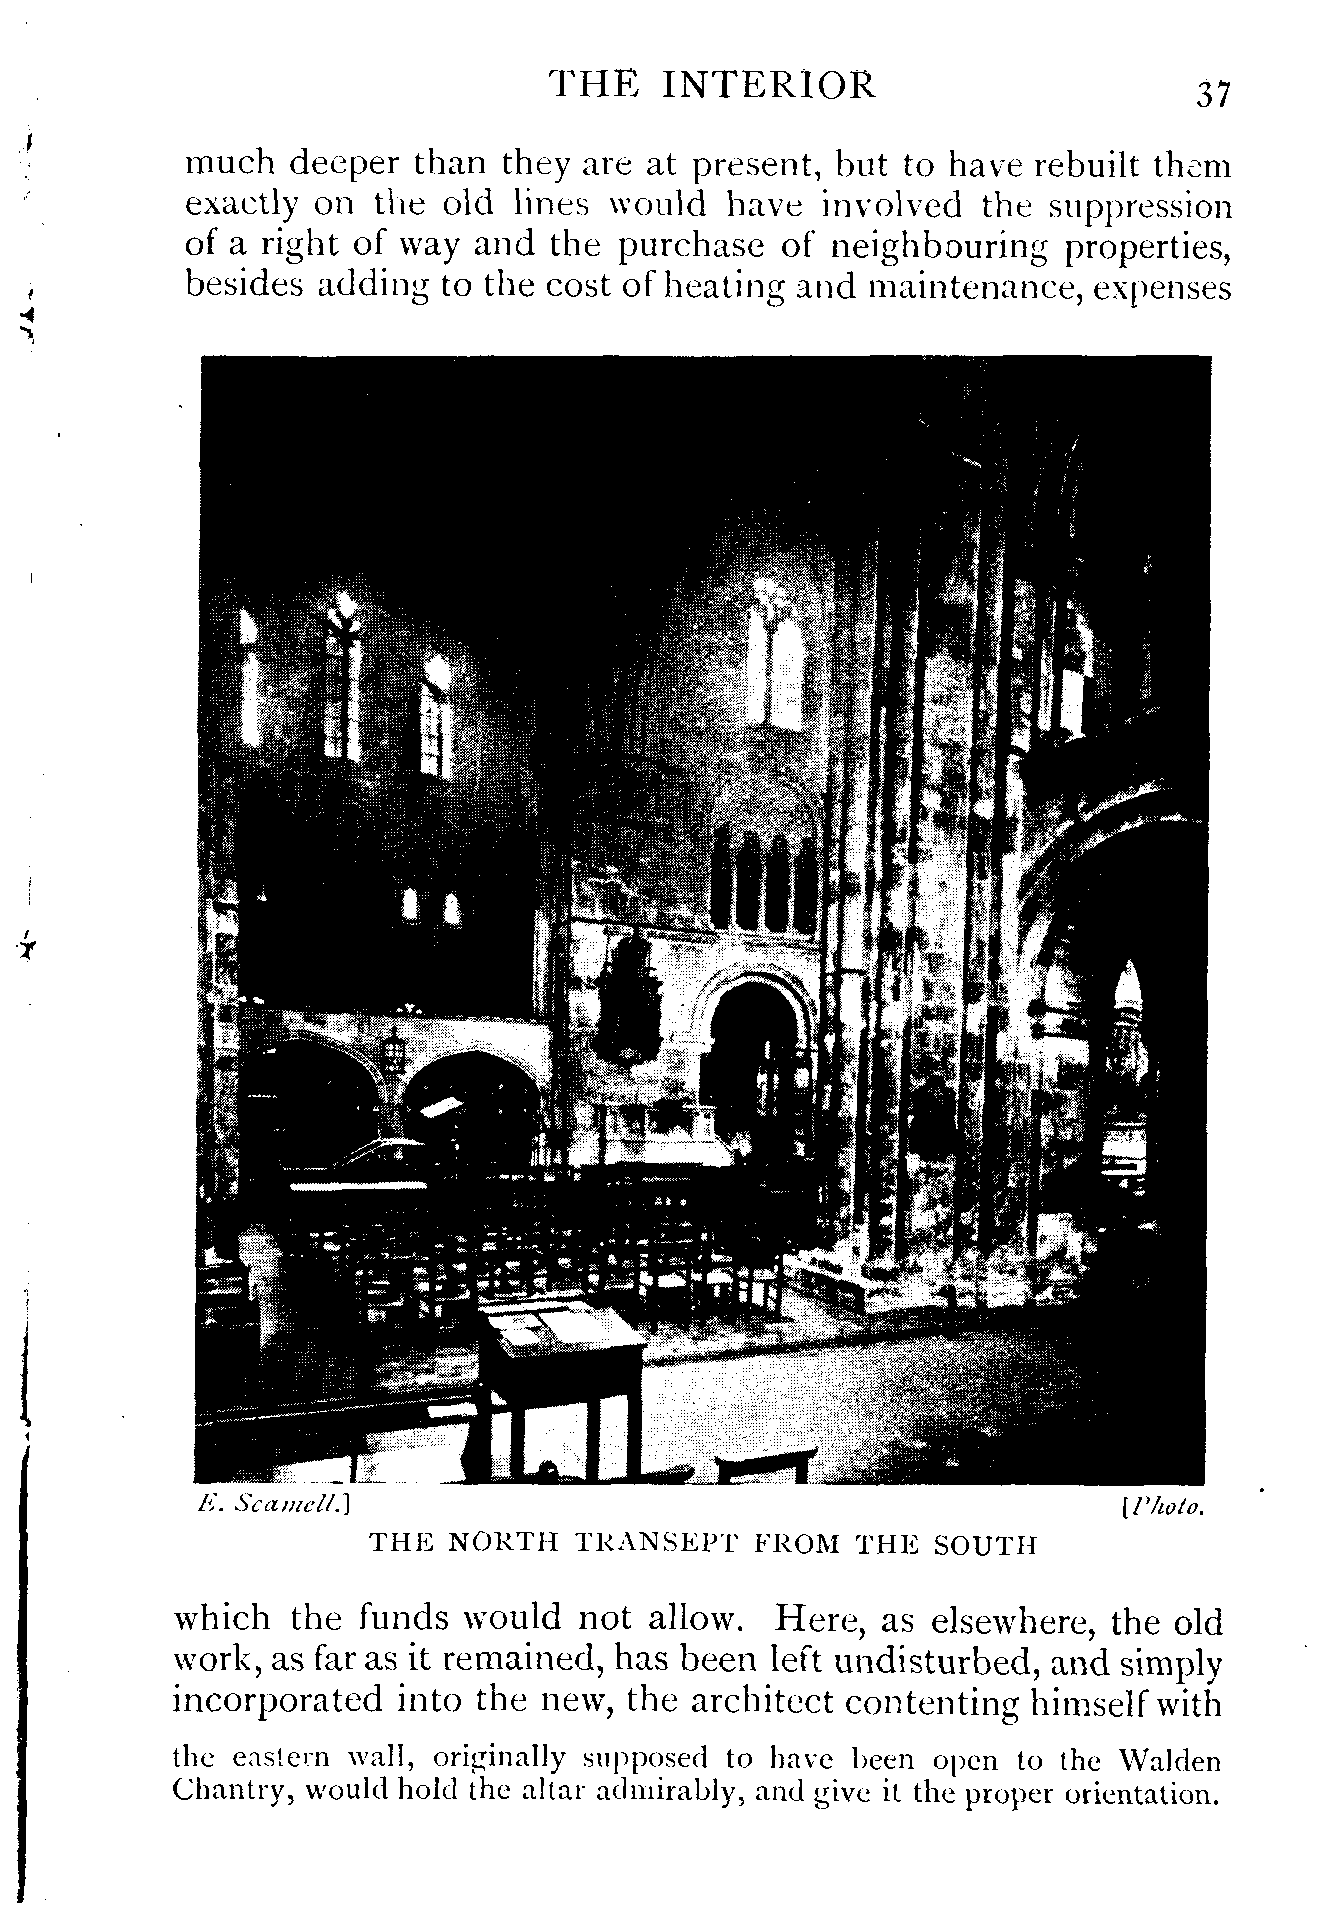 THE INTERIOR 37
much deeper than they are at present, but to have rebuilt them
exactly on the old lines would have involved the suppression
of a right of way and the purchase of neighbouring properties,
besides adding to the cost of heating and maintenance, expenses
E. Scamell.] [Photo.
THE NORTH TRANSEPT FROM THE SOUTH
which the funds would not allow. Here, as elsewhere, the old
work, as far as it remained, has been left undisturbed, and simply
incorporated into the new, the architect contenting himself with
the eastern wall, originally supposed to have been open to the Walden
Chantry, would hold the altar admirably, and give it the proper orientation.